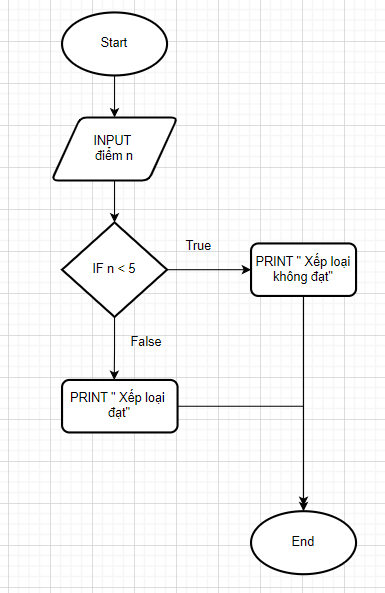 Start
INPUT
điểm n
IF n < 5
True
PRINT " Xếp loại
không đạt"
False
PRINT " Xếp loại
đạt"
End